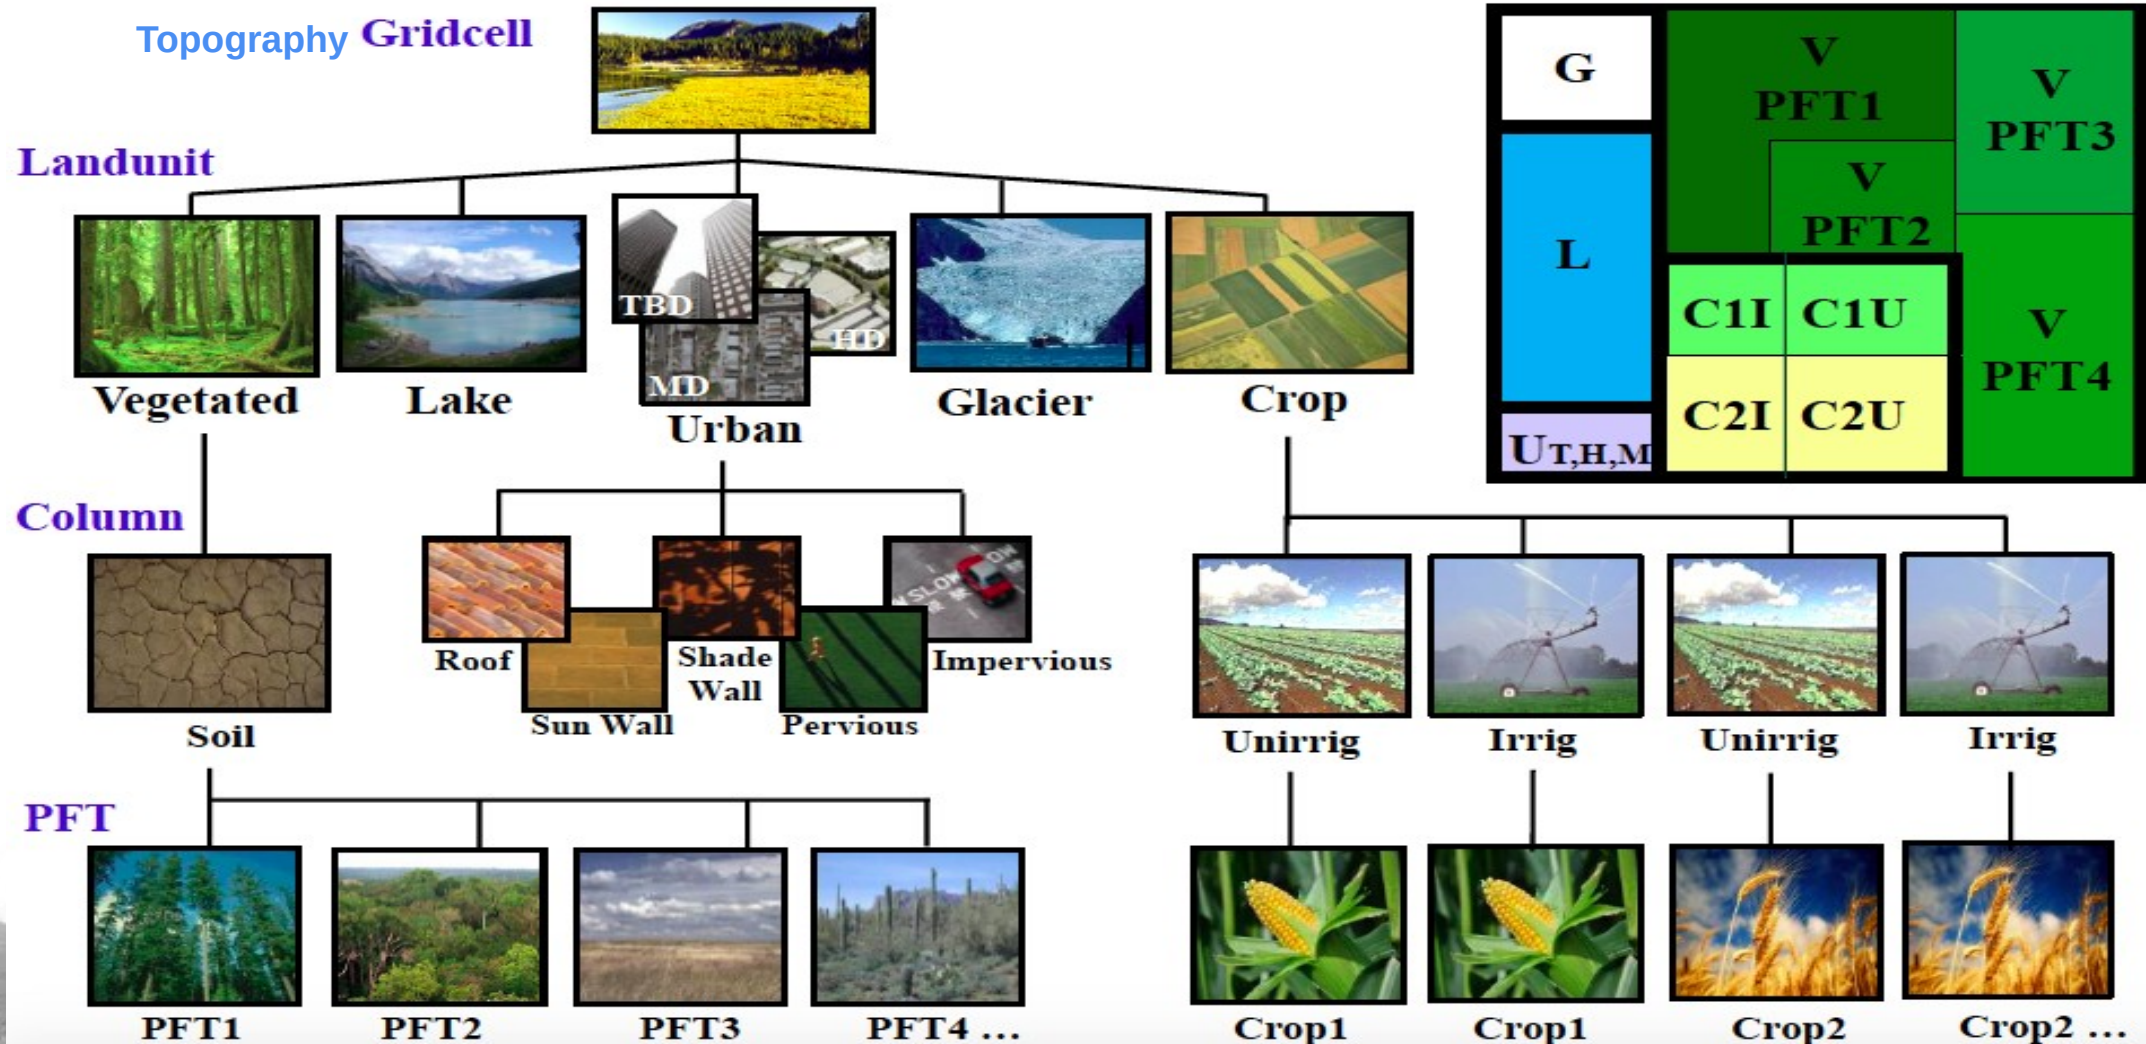 Topography Gridcell
Landunit
TBD
HD
MD
Vegetated
Lake
Urban
Glacier
Crop
G
L
UT,H,M
V
PFT1
V
PFT2
V
PFT3
V
PFT4
C1I
C1U
C2I
C2U
Column
SLOW
Soil
Roof
Sun Wall
Shade
Wall
Pervious
Impervious
Unirrig
Irrig
Unirrig
Irrig
PFT
PFT1
PFT2
PFT3
PFT4 ...
Crop1
Crop1
Crop2
Crop2 ...